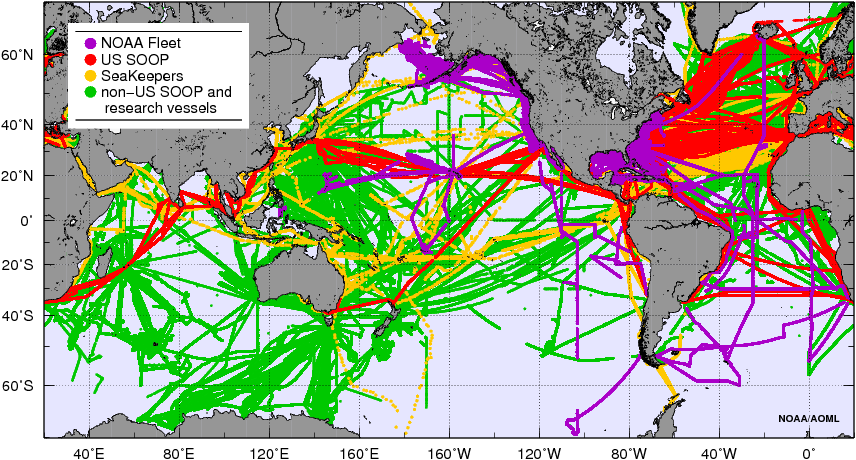 NOAA Fleet
US SOOP
SeaKeepers
non-US SOOP and
research vessels
60°N
40°N
20°N
0°
20°S
40°S
60°S
NOAA/AOML
40°E 80°E 120°E 160°E 160°W 120°W 80°W 40°W 0°